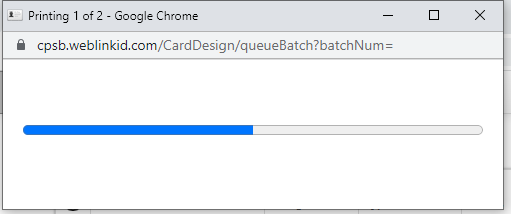 Printing 1 of 2 - Google Chrome
cpsb.weblinkid.com/CardDesign/queueBatch?batchNum=